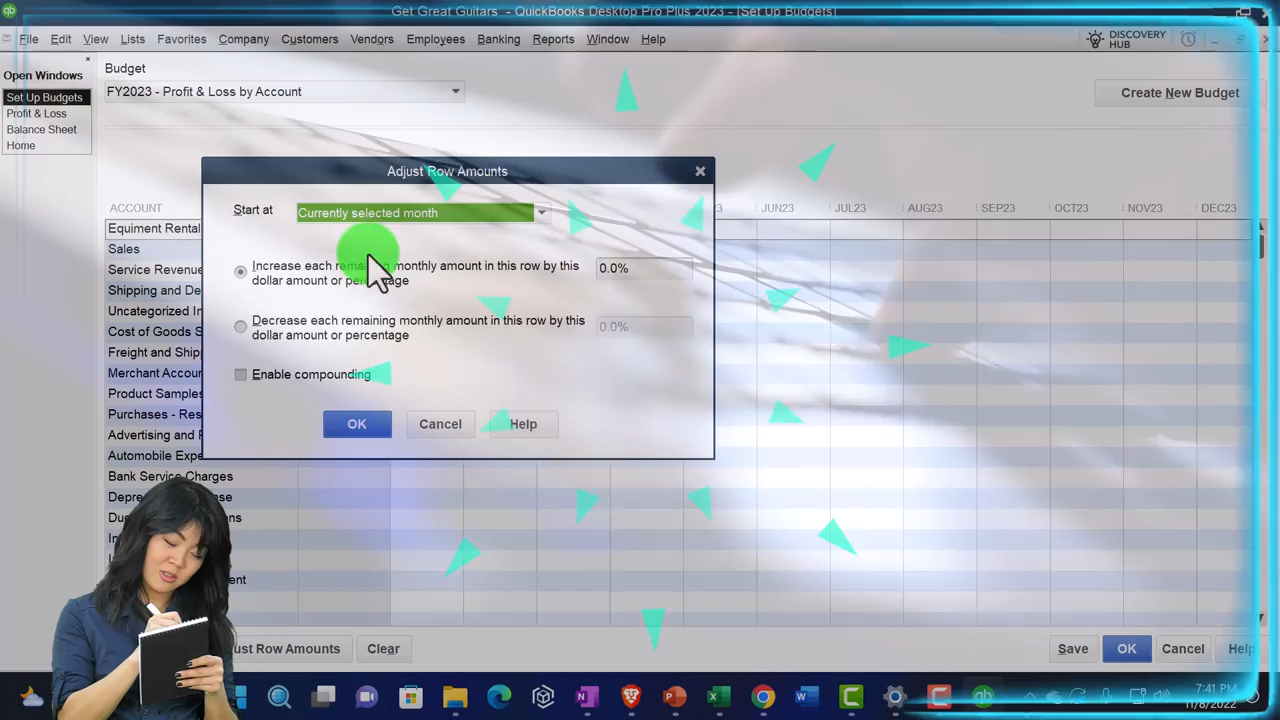 Get Great Guitars - QuickBooks Desktop Pro Plus 2023 - [Set Up Budgets]
File Edit View Lists Favorites Company Customers Vendors Employees Banking Reports Window Help
DISCOVERY
HUB
Open Windows
Set Up Budgets
Profit & Loss
Balance Sheet
Home
Budget
FY2023 - Profit & Loss by Account
Create New Budget
Adjust Row Amounts
Start at
Currently selected month
Increase each remaining monthly amount in this row by this
dollar amount or percentage
0.0%
Decrease each remaining monthly amount in this row by this
dollar amount or percentage
0.0%
Enable compounding
OK Cancel Help
ACCOUNT 23 JUN23 JUL23 AUG23 SEP23 OCT23 NOV23 DEC23
Equiment Rental
Sales
Service Revenue
Shipping and De
Uncategorized I
Cost of Goods S
Freight and Ship
Merchant Accou
Product Samples
Purchases - Res
Advertising and
Automobile Expe
Bank Service Charges
Depre
Du
ent
ust Row Amounts Clear Save OK Cancel Help
7:41 PM
11/8/2022